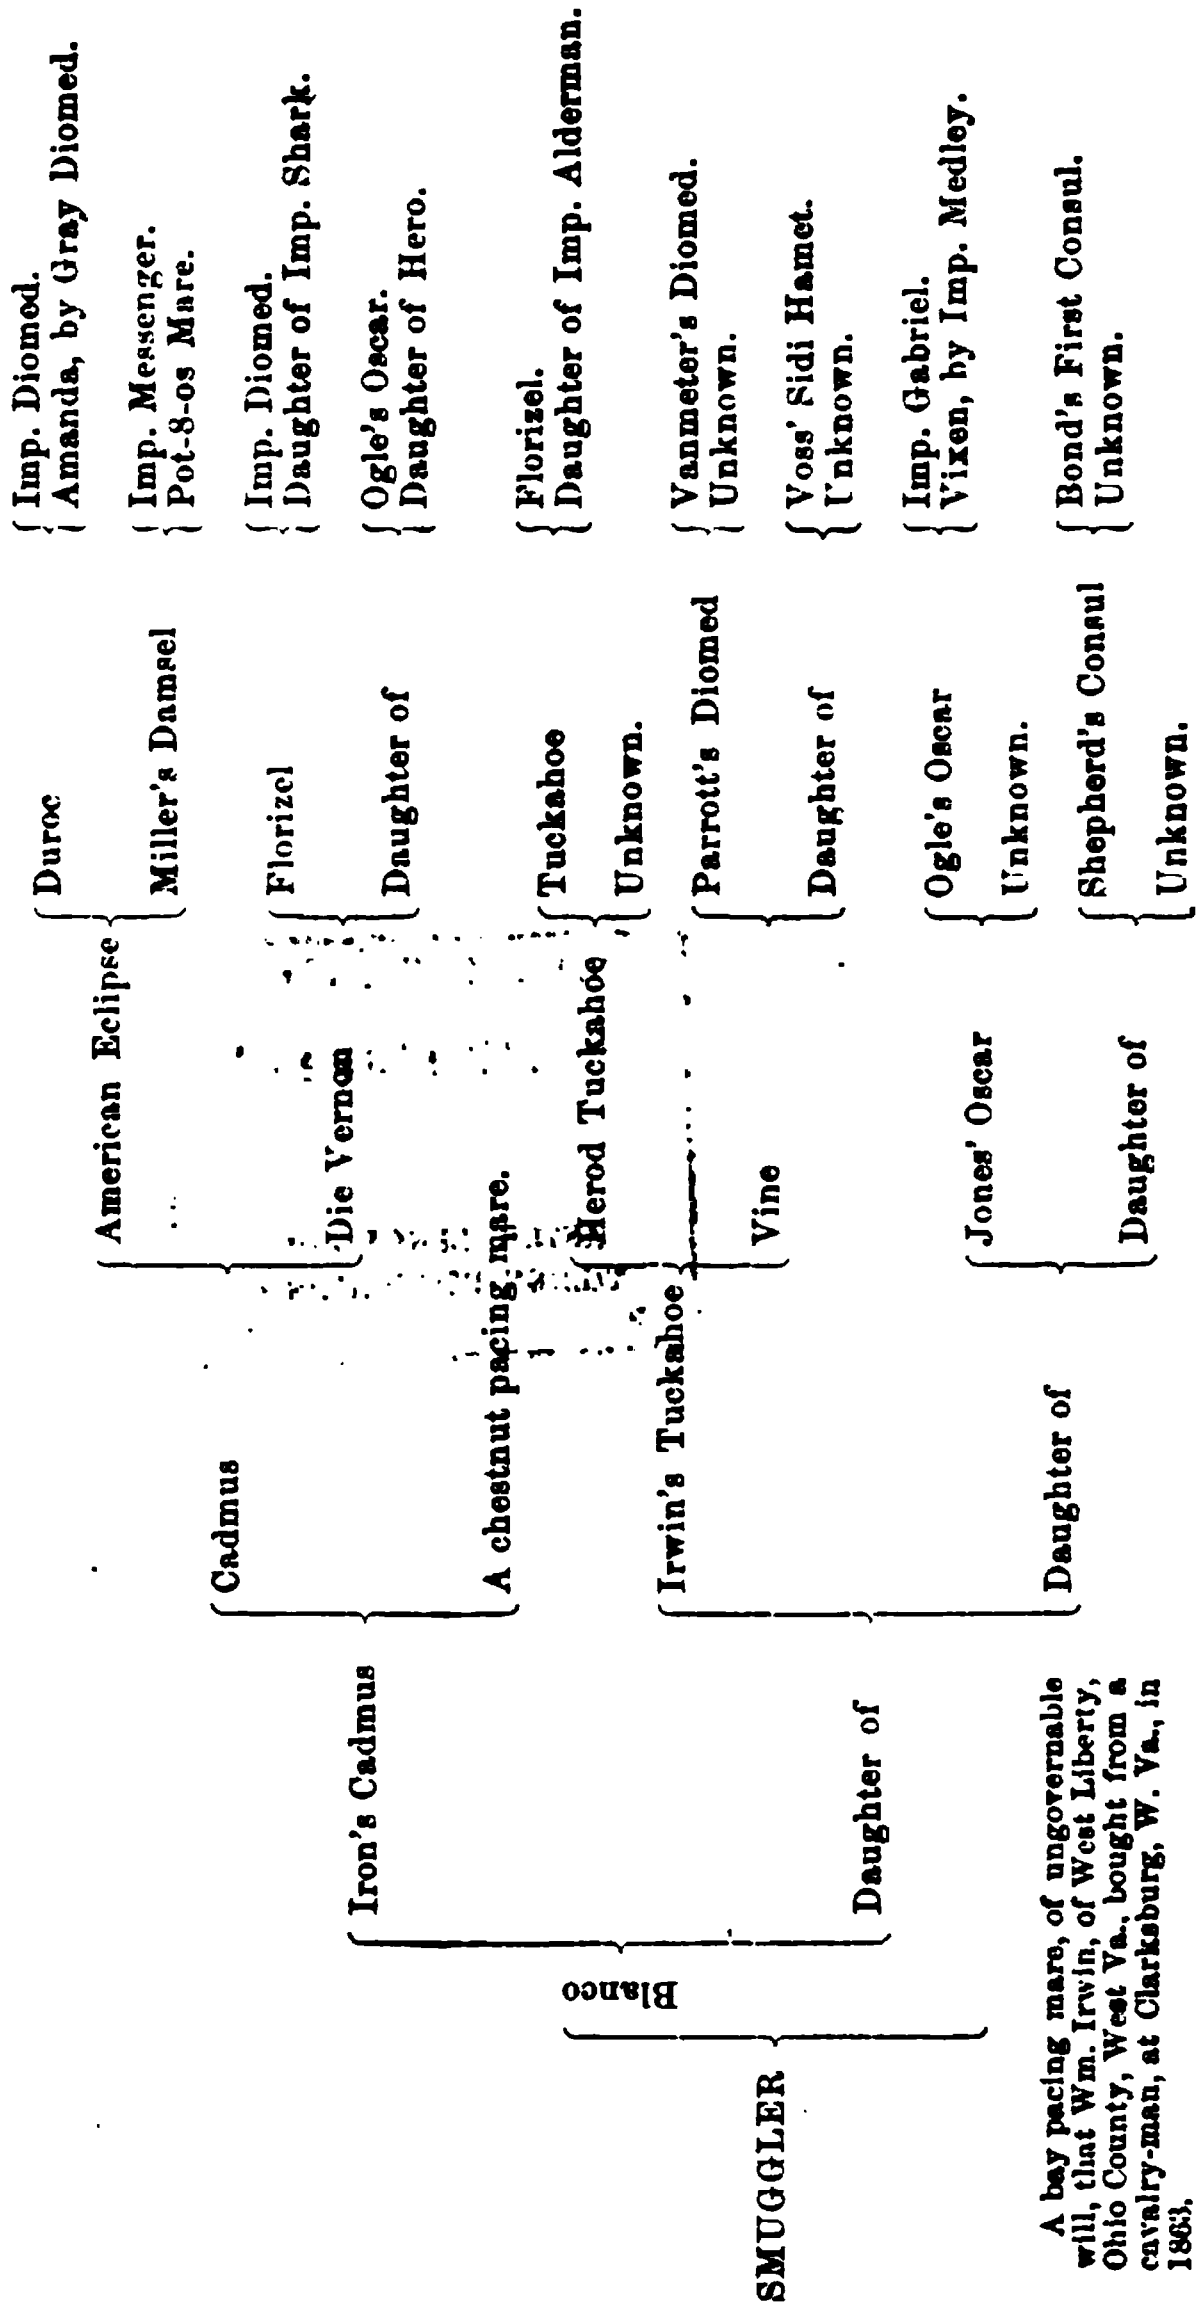 SMUGGLER
Blanco
A bay pacing mare, of ungovernable
will, that Wm. Irwin, of West Liberty,
Ohio County, West Va., bought from a
cavalry-man, at Clarksburg, W. Va., in
1863.
Iron's Cadmus
Daughter of
Cadmus
A chestnut pacing mare.
Irwin's Tuckahoe
Daughter of
American Eclipse
Die Vernon
Herod Tuckahoe
Vine
Jones' Oscar
Daughter of
Duroc
Miller's Damsel
Florizel
Daughter of
Tuckahoe
Unknown.
Parrott's Diomed
Daughter of
Ogle's Oscar
Unknown.
Shepherd's Consul
Unknown.
Imp. Diomed.
Amanda, by Gray Diomed.
Imp. Messenger.
Pot-8-os Mare.
Imp. Diomed.
Daughter of Imp. Shark.
Ogle's Oscar.
Daughter of Hero.
Florizel.
Daughter of Imp. Alderman.
Vanmeter's Diomed.
Unknown.
Voss' Sidi Hamet.
Unknown.
Imp. Gabriel.
Vixen, by Imp. Medley.
Bond's First Consul.
Unknown.